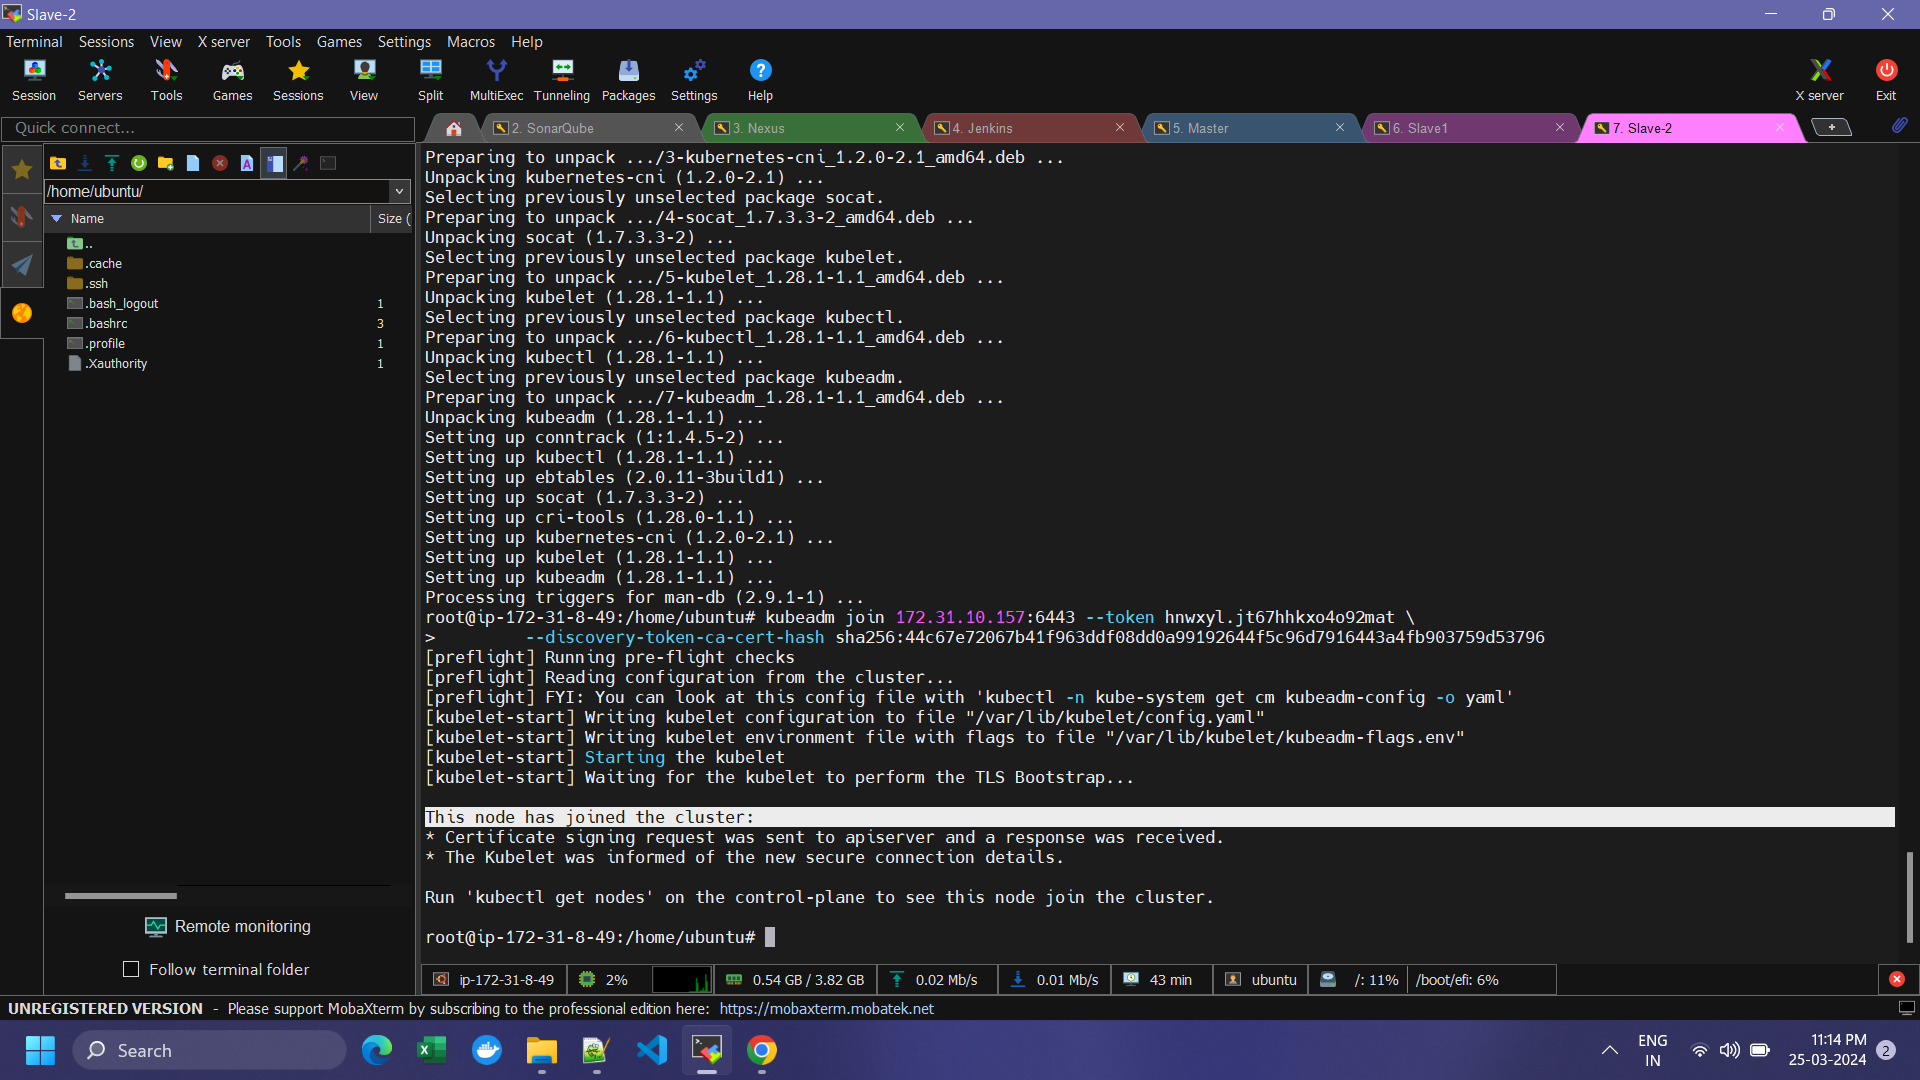 Slave-2
Terminal Sessions View X server Tools Games Settings Macros Help
Session Servers Tools Games Sessions View Split MultiExec Tunneling Packages Settings Help X server Exit
Quick connect...
2. SonarQube 3. Nexus 4. Jenkins 5. Master 6. Slave1 7. Slave-2
/home/ubuntu/
Name Size (
..
.cache
.ssh
.bash_logout 1
.bashrc 3
.profile 1
.Xauthority 1
Remote monitoring
Follow terminal folder
Preparing to unpack .../3-kubernetes-cni_1.2.0-2.1_amd64.deb ...
Unpacking kubernetes-cni (1.2.0-2.1) ...
Selecting previously unselected package socat.
Preparing to unpack .../4-socat_1.7.3.3-2_amd64.deb ...
Unpacking socat (1.7.3.3-2) ...
Selecting previously unselected package kubelet.
Preparing to unpack .../5-kubelet_1.28.1-1.1_amd64.deb ...
Unpacking kubelet (1.28.1-1.1) ...
Selecting previously unselected package kubectl.
Preparing to unpack .../6-kubectl_1.28.1-1.1_amd64.deb ...
Unpacking kubectl (1.28.1-1.1) ...
Selecting previously unselected package kubeadm.
Preparing to unpack .../7-kubeadm_1.28.1-1.1_amd64.deb ...
Unpacking kubeadm (1.28.1-1.1) ...
Setting up conntrack (1:1.4.5-2) ...
Setting up kubectl (1.28.1-1.1) ...
Setting up ebtables (2.0.11-3build1) ...
Setting up socat (1.7.3.3-2) ...
Setting up cri-tools (1.28.0-1.1) ...
Setting up kubernetes-cni (1.2.0-2.1) ...
Setting up kubelet (1.28.1-1.1) ...
Setting up kubeadm (1.28.1-1.1) ...
Processing triggers for man-db (2.9.1-1) ...
root@ip-172-31-8-49:/home/ubuntu# kubeadm join 172.31.10.157:6443 --token hnwxyl.jt67hhkxo4o92mat \
> --discovery-token-ca-cert-hash sha256:44c67e72067b41f963ddf08dd0a99192644f5c96d7916443a4fb903759d53796
[preflight] Running pre-flight checks
[preflight] Reading configuration from the cluster...
[preflight] FYI: You can look at this config file with 'kubectl -n kube-system get cm kubeadm-config -o yaml'
[kubelet-start] Writing kubelet configuration to file "/var/lib/kubelet/config.yaml"
[kubelet-start] Writing kubelet environment file with flags to file "/var/lib/kubelet/kubeadm-flags.env"
[kubelet-start] Starting the kubelet
[kubelet-start] Waiting for the kubelet to perform the TLS Bootstrap...
This node has joined the cluster:
* Certificate signing request was sent to apiserver and a response was received.
* The Kubelet was informed of the new secure connection details.
Run 'kubectl get nodes' on the control-plane to see this node join the cluster.
root@ip-172-31-8-49:/home/ubuntu#
ip-172-31-8-49 2% 0.54 GB / 3.82 GB 0.02 Mb/s 0.01 Mb/s 43 min ubuntu /: 11% /boot/efi: 6%
UNREGISTERED VERSION - Please support MobaXterm by subscribing to the professional edition here: https://mobaxterm.mobatek.net
Search
ENG
IN
11:14 PM
25-03-2024
2